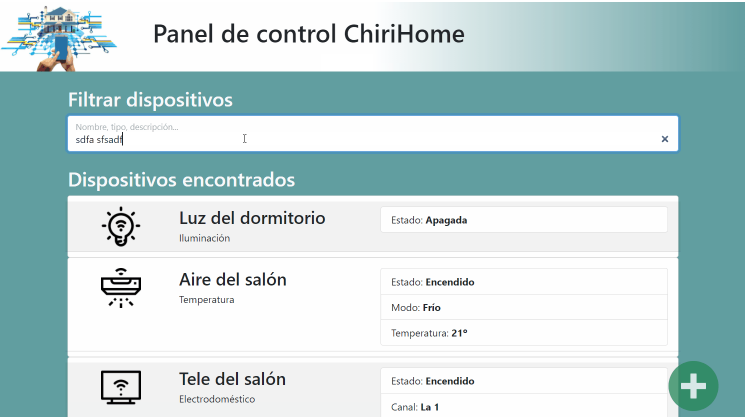 Panel de control ChiriHome
Filtrar dispositivos
Nombre, tipo, descripción...
sdfa sfsadf
Dispositivos encontrados
Luz del dormitorio
Iluminación
Estado: Apagada
Aire del salón
Temperatura
Estado: Encendido
Modo: Frío
Temperatura: 21º
Tele del salón
Electrodoméstico
Estado: Encendido
Canal: La 1